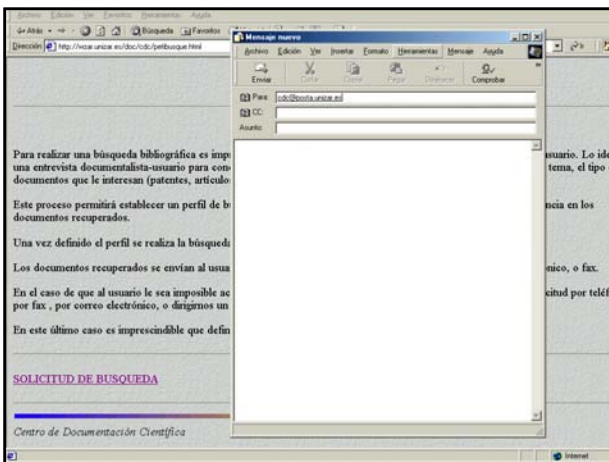 Archivo Edición Ver Favoritos Herramientas Ayuda
Atrás Búsqueda Favoritos
Dirección http://wzar.unizar.es/doc/cdc/petibusque.html
Mensaje nuevo
Archivo Edición Ver Insertar Formato Herramientas Mensaje Ayuda
Enviar Cortar Copiar Pegar Deshacer Comprobar
Para: cdc@posta.unizar.es
CC:
Asunto:
Para realizar una búsqueda bibliográfica es imp usuario. Lo ide
una entrevista documentalista-usuario para con tema, el tipo
documentos que le interesan (patentes, artículo
Este proceso permitirá establecer un perfil de b ncia en los
documentos recuperados.
Una vez definido el perfil se realiza la búsqueda
Los documentos recuperados se envían al usua nico, o fax.
En el caso de que al usuario le sea imposible ac citud por teléf
por fax , por correo electrónico, o dirigirnos un
En este último caso es imprescindible que defin
SOLICITUD DE BUSQUEDA
Centro de Documentación Científica
Internet